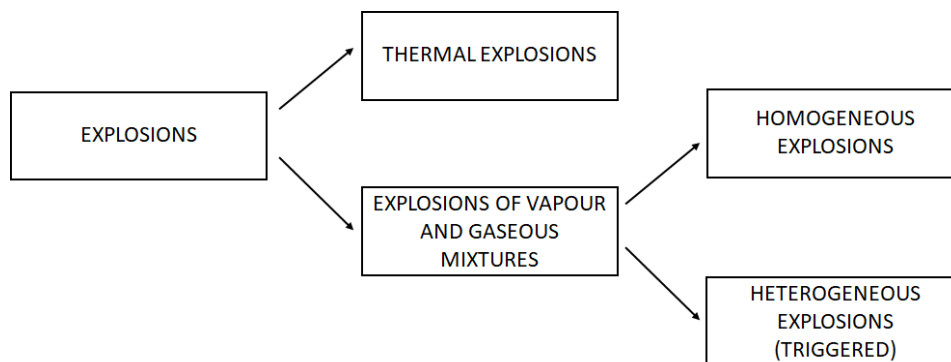 THERMAL EXPLOSIONS
EXPLOSIONS
HOMOGENEOUS
EXPLOSIONS
EXPLOSIONS OF VAPOUR
AND GASEOUS
MIXTURES
HETEROGENEOUS
EXPLOSIONS
(TRIGGERED)